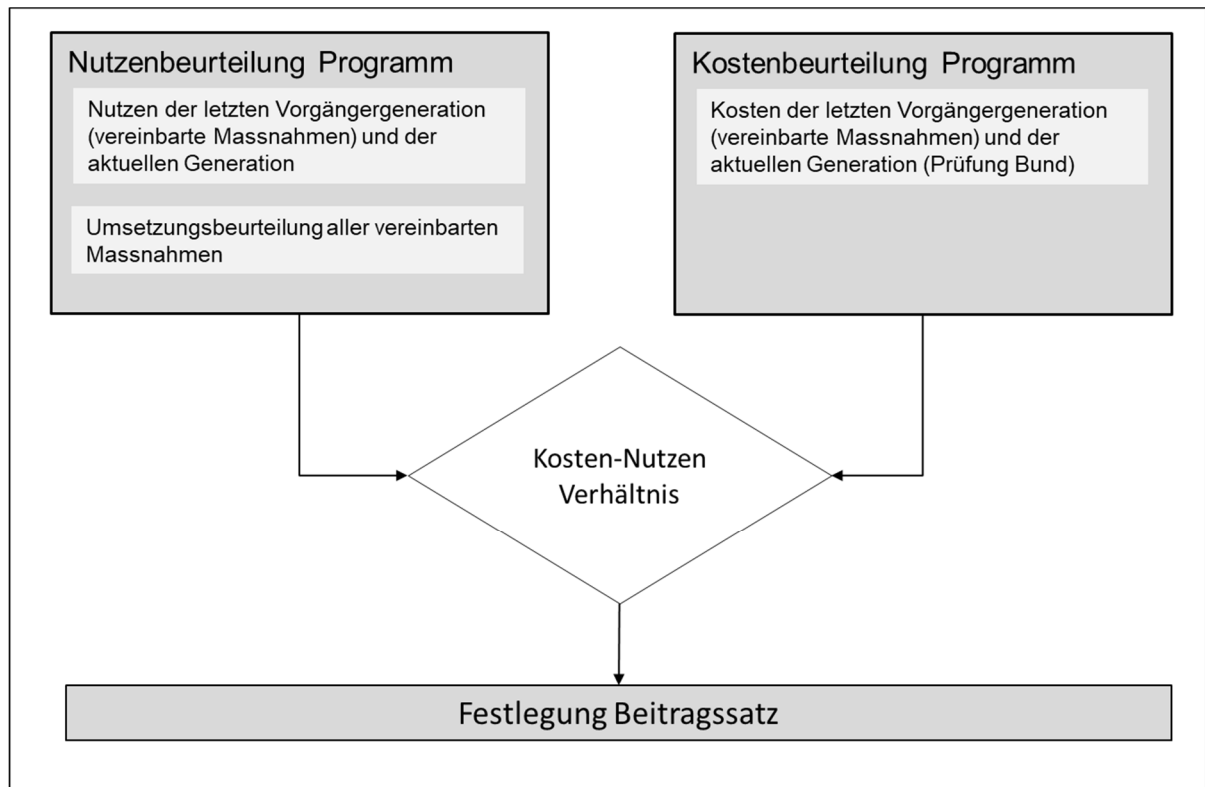 Nutzenbeurteilung Programm
Nutzen der letzten Vorgängergeneration
(vereinbarte Massnahmen) und der
aktuellen Generation
Umsetzungsbeurteilung aller vereinbarten
Massnahmen
Kostenbeurteilung Programm
Kosten der letzten Vorgängergeneration
(vereinbarte Massnahmen) und der
aktuellen Generation (Prüfung Bund)
Kosten-Nutzen
Verhältnis
Festlegung Beitragssatz